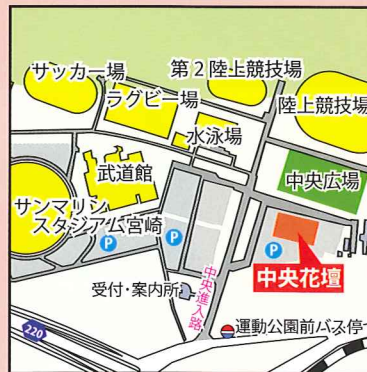 サッカー場
第2陸上競技場
ラグビー場
陸上競技場
水泳場
武道館
中央広場
サンマリン
スタジアム宮崎
P
P
P
中央花壇
中央進入路
受付・案内所
220
運動公園前バス停